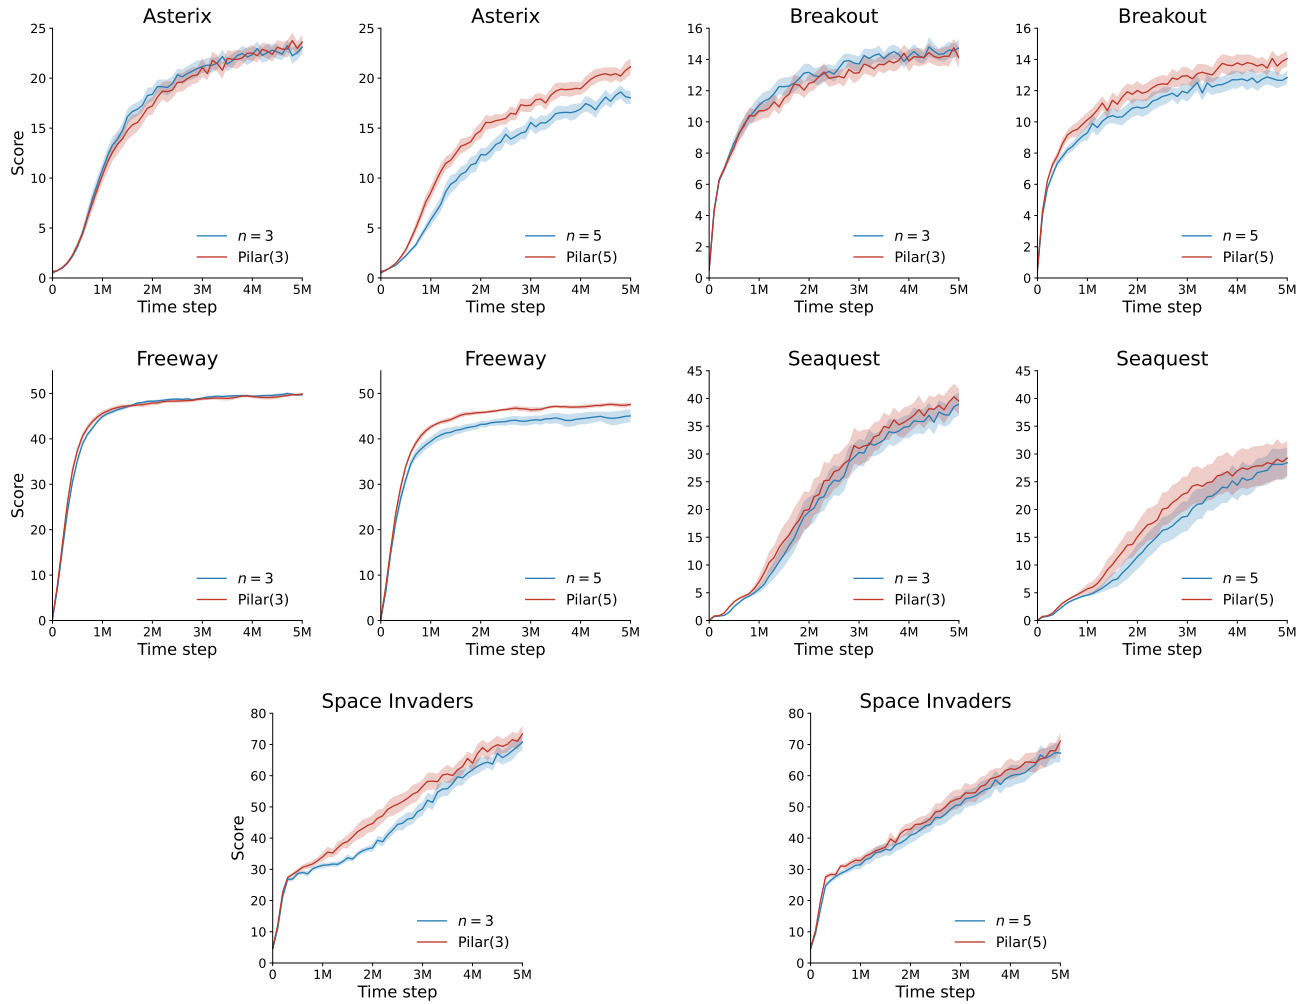 Asterix
Asterix
Breakout
Breakout
25
20
15
10
5
0
Score
0 1M 2M 3M 4M 5M
Time step
n = 3
Pilar(3)
25
20
15
10
5
0
0 1M 2M 3M 4M 5M
Time step
n = 5
Pilar(5)
16
14
12
10
8
6
4
2
0
0 1M 2M 3M 4M 5M
Time step
n = 3
Pilar(3)
16
14
12
10
8
6
4
2
0
0 1M 2M 3M 4M 5M
Time step
n = 5
Pilar(5)
Freeway
Freeway
Seaquest
Seaquest
50
40
30
20
10
0
Score
0 1M 2M 3M 4M 5M
Time step
n = 3
Pilar(3)
50
40
30
20
10
0
0 1M 2M 3M 4M 5M
Time step
n = 5
Pilar(5)
45
40
35
30
25
20
15
10
5
0
0 1M 2M 3M 4M 5M
Time step
n = 3
Pilar(3)
45
40
35
30
25
20
15
10
5
0
0 1M 2M 3M 4M 5M
Time step
n = 5
Pilar(5)
Space Invaders
Space Invaders
80
70
60
50
40
30
20
10
0
Score
0 1M 2M 3M 4M 5M
Time step
n = 3
Pilar(3)
80
70
60
50
40
30
20
10
0
0 1M 2M 3M 4M 5M
Time step
n = 5
Pilar(5)